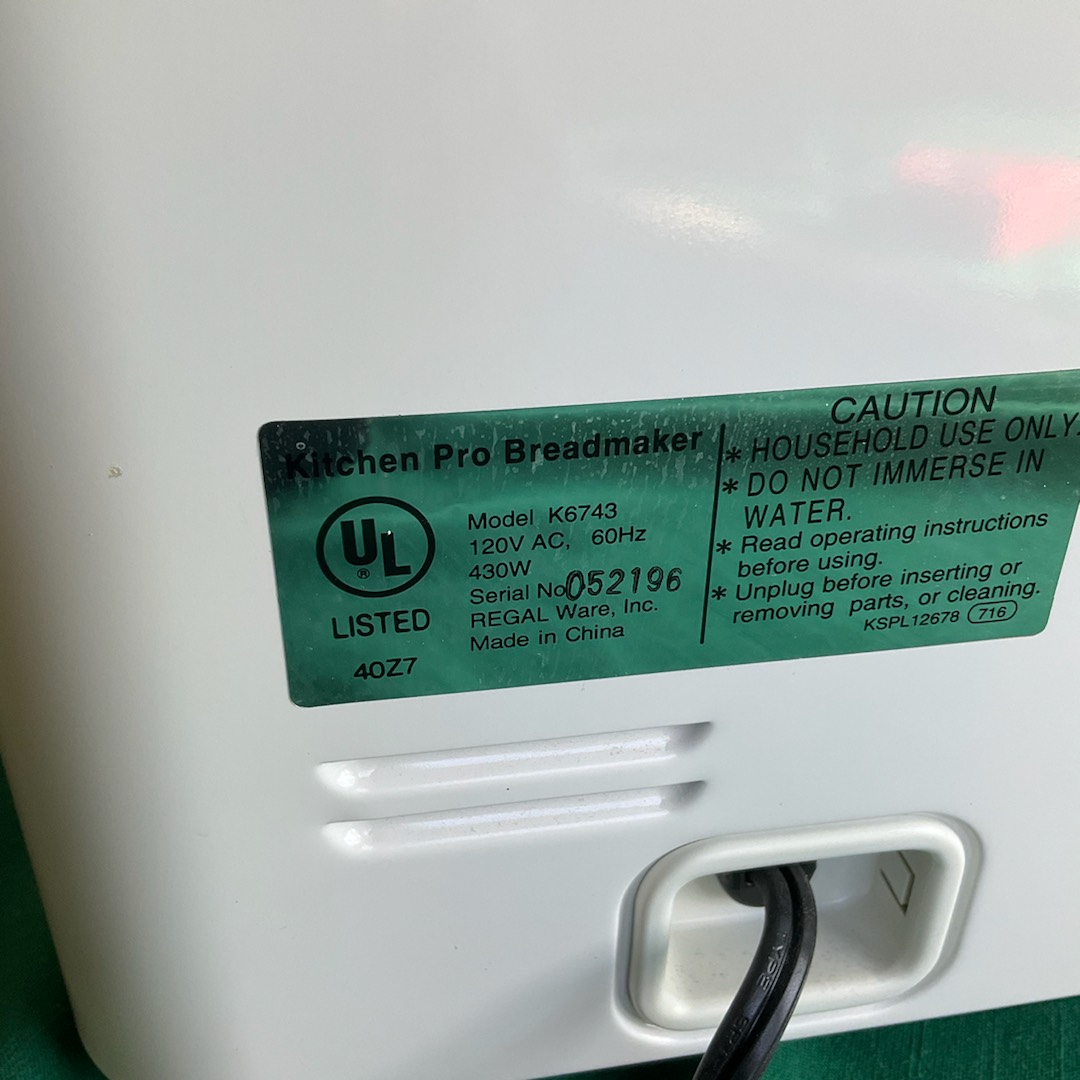 Kitchen Pro Breadmaker
UL
®
LISTED
40Z7
Model K6743
120V AC, 60Hz
430W
Serial No 052196
REGAL Ware, Inc.
Made in China
CAUTION
* HOUSEHOLD USE ONLY.
* DO NOT IMMERSE IN
WATER.
* Read operating instructions
before using.
* Unplug before inserting or
removing parts, or cleaning.
KSPL12678 716